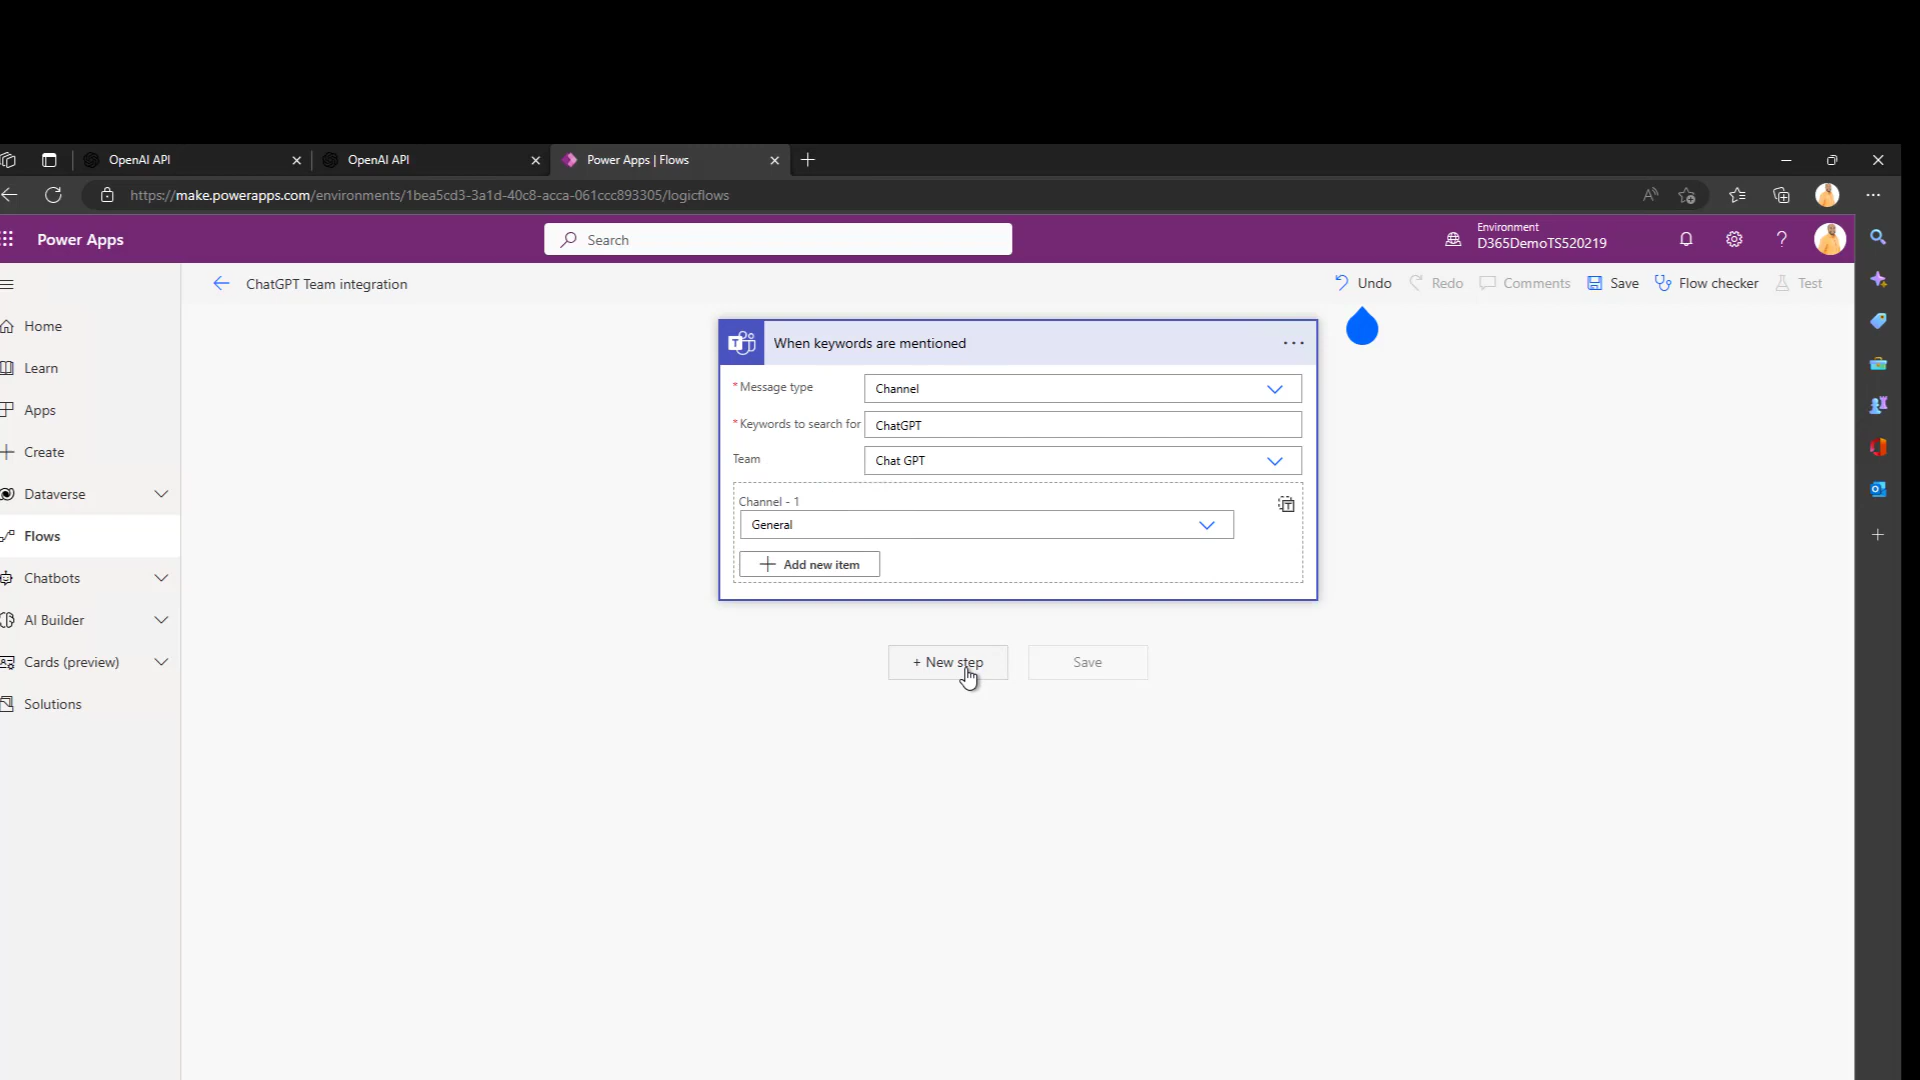 OpenAI API
OpenAI API
Power Apps | Flows
https://make.powerapps.com/environments/1bea5cd3-3a1d-40c8-acca-061ccc893305/logicflows
Power Apps
Search
Environment
D365DemoTS520219
ChatGPT Team integration
Undo
Redo
Comments
Save
Flow checker
Test
Home
Learn
Apps
Create
Dataverse
Flows
Chatbots
AI Builder
Cards (preview)
Solutions
When keywords are mentioned
* Message type
Channel
* Keywords to search for
ChatGPT
Team
Chat GPT
Channel - 1
General
Add new item
+ New step
Save